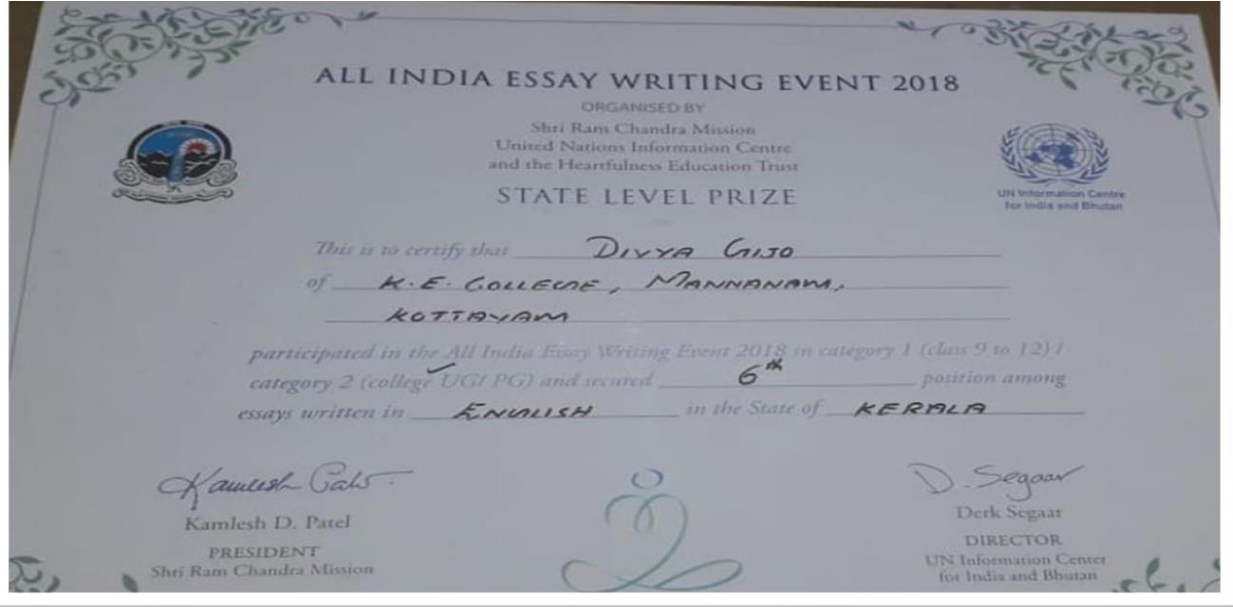 ALL INDIA ESSAY WRITING EVENT 2018
ORGANISED BY
Shri Ram Chandra Mission
United Nations Information Centre
and the Heartfulness Education Trust
STATE LEVEL PRIZE
UN Information Centre
for India and Bhutan
This is to certify that DIVYA GIJO
of K.E. COLLEGE, MANNANAM,
KOTTAYAM
participated in the All India Essay Writing Event 2018 in category 1 (class 9 to 12) /
category 2 (college UG/ PG) and secured 6th position among
essays written in ENGLISH in the State of KERALA
Kamlesh D. Patel
PRESIDENT
Shri Ram Chandra Mission
D. Segaar
Derk Segaar
DIRECTOR
UN Information Center
for India and Bhutan